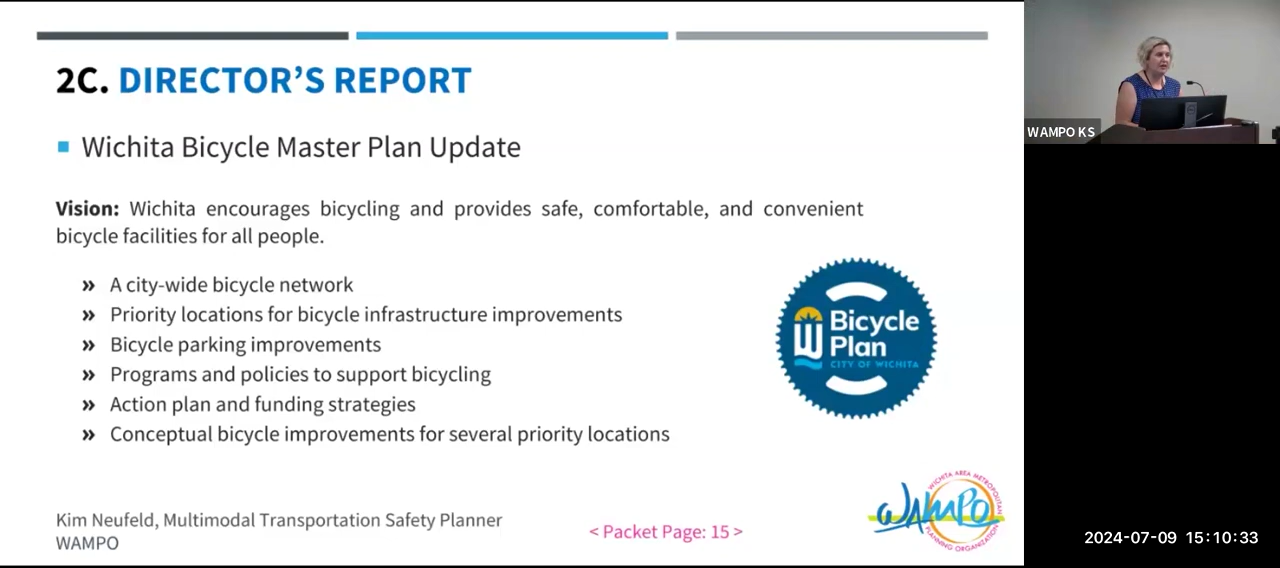 2C. DIRECTOR'S REPORT
Wichita Bicycle Master Plan Update
Vision: Wichita encourages bicycling and provides safe, comfortable, and convenient
bicycle facilities for all people.
» A city-wide bicycle network
» Priority locations for bicycle infrastructure improvements
» Bicycle parking improvements
» Programs and policies to support bicycling
» Action plan and funding strategies
» Conceptual bicycle improvements for several priority locations
Bicycle
Plan
CITY OF WICHITA
Kim Neufeld, Multimodal Transportation Safety Planner
WAMPO
< Packet Page: 15 >
WICHITA AREA METROPOLITAN
WAMPO
PLANNING ORGANIZATION
WAMPO KS
2024-07-09 15:10:33